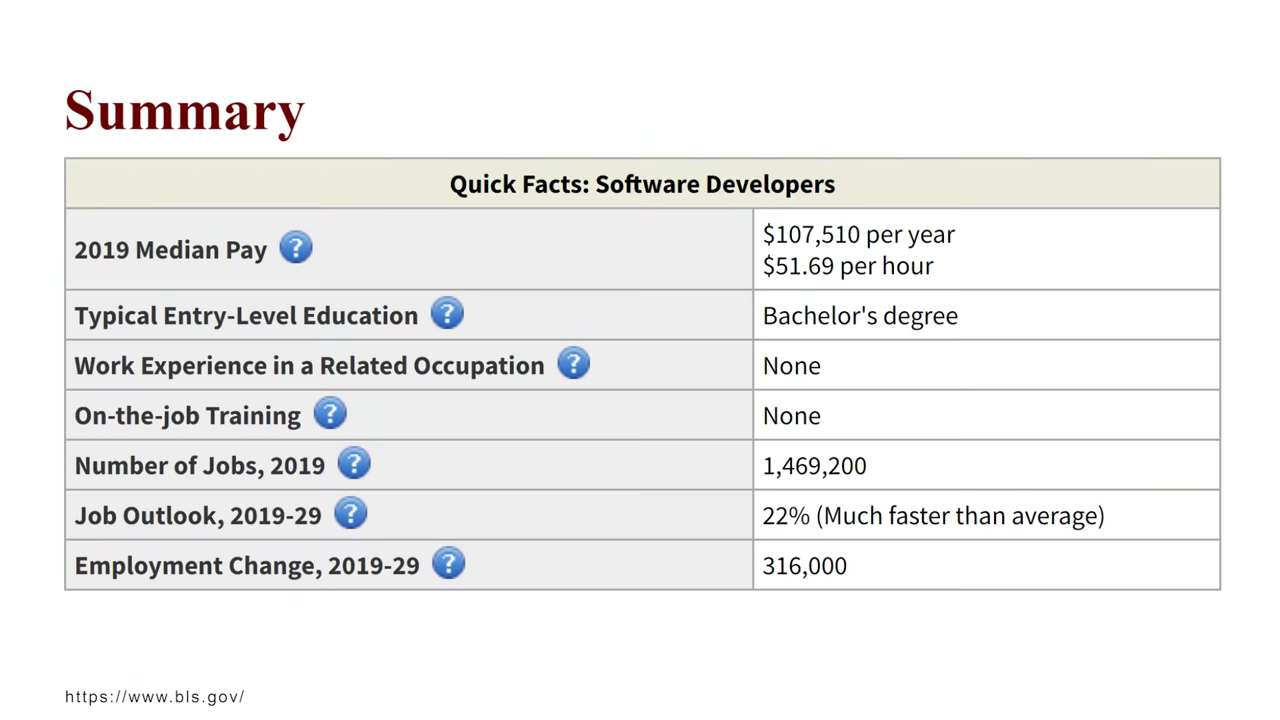 Summary
Quick Facts: Software Developers
2019 Median Pay ?
$107,510 per year
$51.69 per hour
Typical Entry-Level Education ?
Bachelor's degree
Work Experience in a Related Occupation ?
None
On-the-job Training ?
None
Number of Jobs, 2019 ?
1,469,200
Job Outlook, 2019-29 ?
22% (Much faster than average)
Employment Change, 2019-29 ?
316,000
https://www.bls.gov/